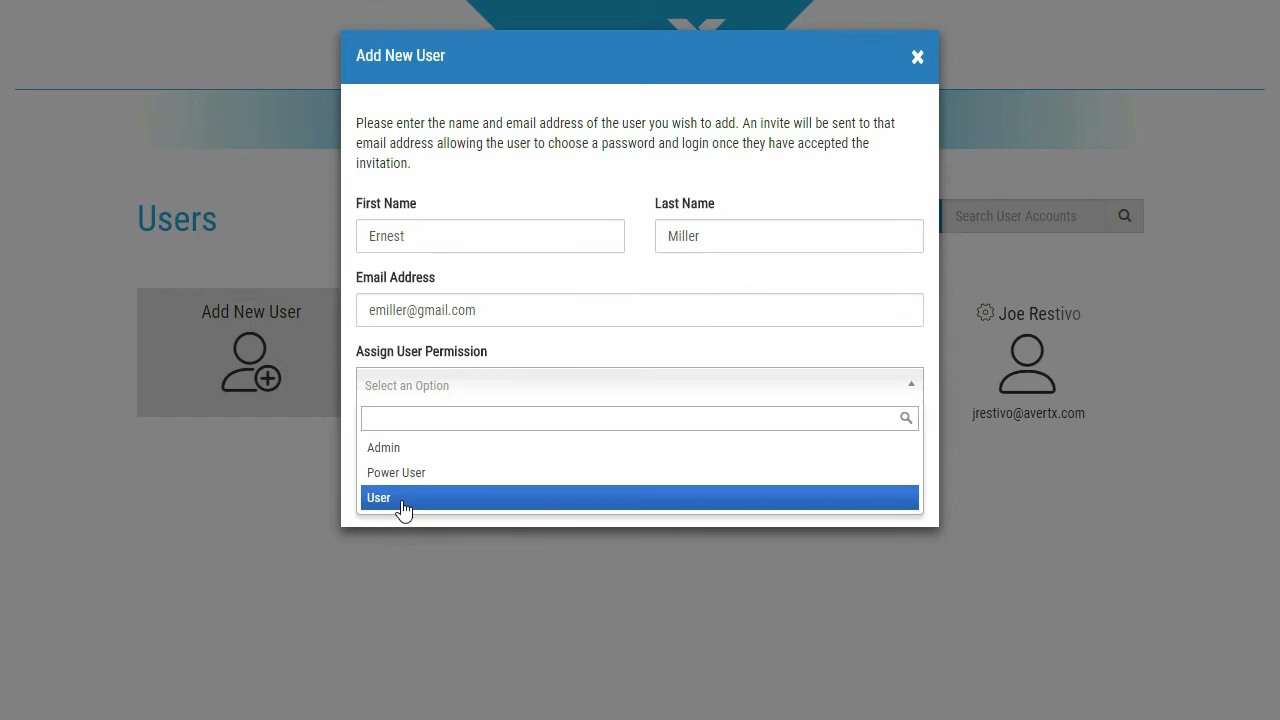 Add New User
Please enter the name and email address of the user you wish to add. An invite will be sent to that
email address allowing the user to choose a password and login once they have accepted the
invitation.
First Name
Last Name
Ernest
Miller
Email Address
emiller@gmail.com
Assign User Permission
Select an Option
Admin
Power User
User
Users
Search User Accounts
Add New User
Joe Restivo
jrestivo@avertx.com